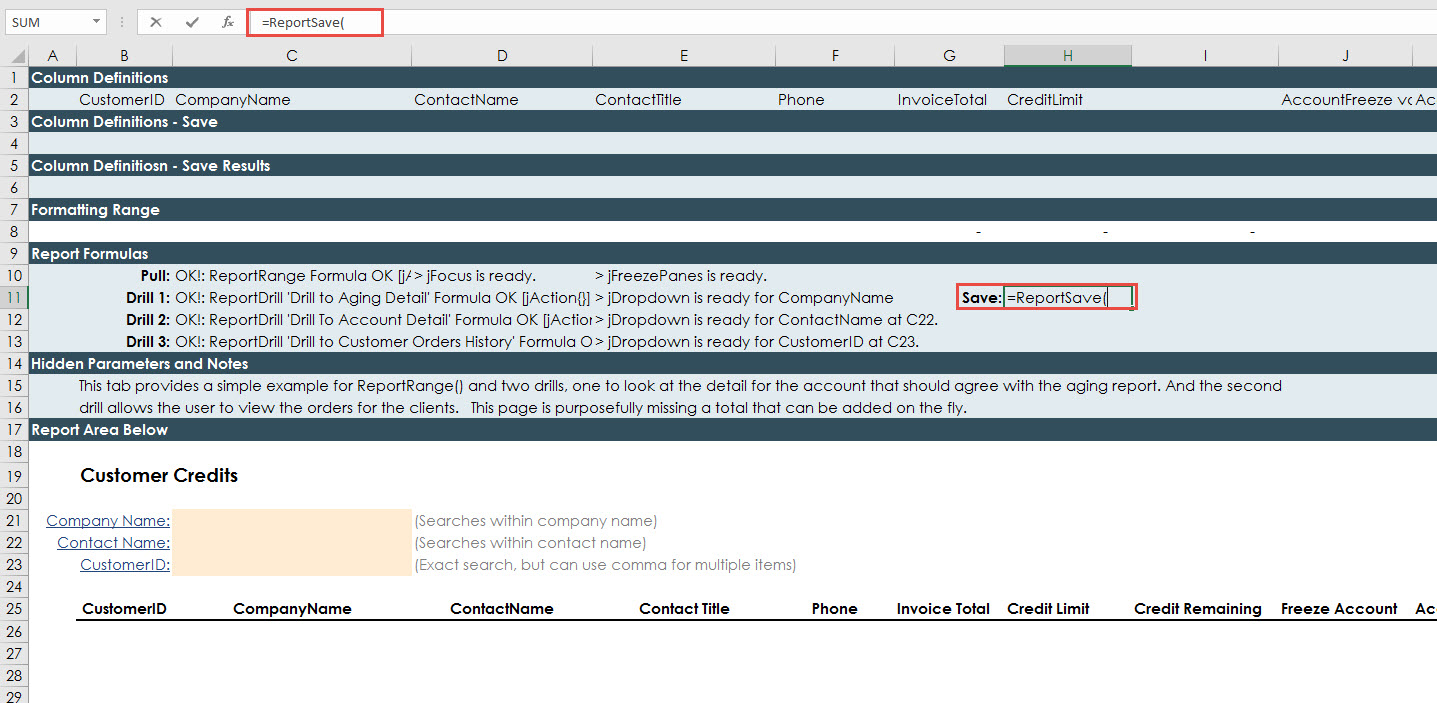 SUM =ReportSave(
A B C D E F G H I J
1 Column Definitions
2 CustomerID CompanyName ContactName ContactTitle Phone InvoiceTotal CreditLimit AccountFreeze vc Ac
3 Column Definitions - Save
4
5 Column Definitiosn - Save Results
6
7 Formatting Range
8 - - -
9 Report Formulas
10 Pull: OK!: ReportRange Formula OK [jA > jFocus is ready. > jFreezePanes is ready.
11 Drill 1: OK!: ReportDrill 'Drill to Aging Detail' Formula OK [jAction{}] > jDropdown is ready for CompanyName Save: =ReportSave(
12 Drill 2: OK!: ReportDrill 'Drill To Account Detail' Formula OK [jAction > jDropdown is ready for ContactName at C22.
13 Drill 3: OK!: ReportDrill 'Drill to Customer Orders History' Formula O > jDropdown is ready for CustomerID at C23.
14 Hidden Parameters and Notes
15 This tab provides a simple example for ReportRange() and two drills, one to look at the detail for the account that should agree with the aging report. And the second
16 drill allows the user to view the orders for the clients. This page is purposefully missing a total that can be added on the fly.
17 Report Area Below
18
19 Customer Credits
20
21 Company Name: (Searches within company name)
22 Contact Name: (Searches within contact name)
23 CustomerID: (Exact search, but can use comma for multiple items)
24
25 CustomerID CompanyName ContactName Contact Title Phone Invoice Total Credit Limit Credit Remaining Freeze Account Ac
26
27
28
29